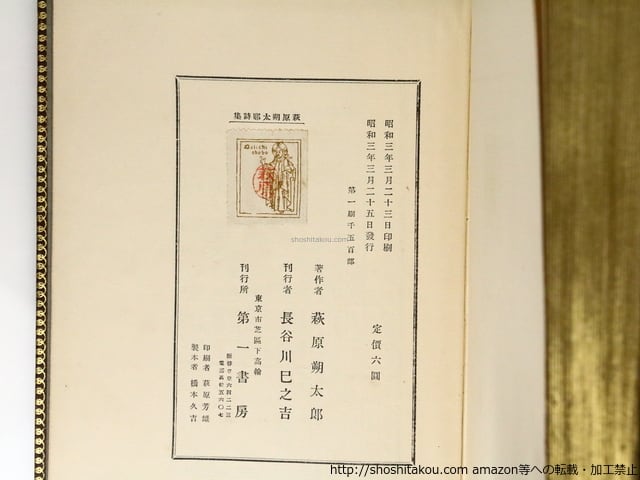 萩原朔太郎詩集
Daiichi
shobo
萩原
昭和三年三月二十三日印刷
昭和三年三月二十五日發行
第一刷千五百部
定價六圓
著作者 萩原朔太郎
刊行者 長谷川巳之吉
東京市芝區下高輪
刊行所 第一書房
印刷者 萩原芳雄
製本者 橋本久吉
shoshitakou.com
http://shoshitakou.com amazon等への転載・加工禁止